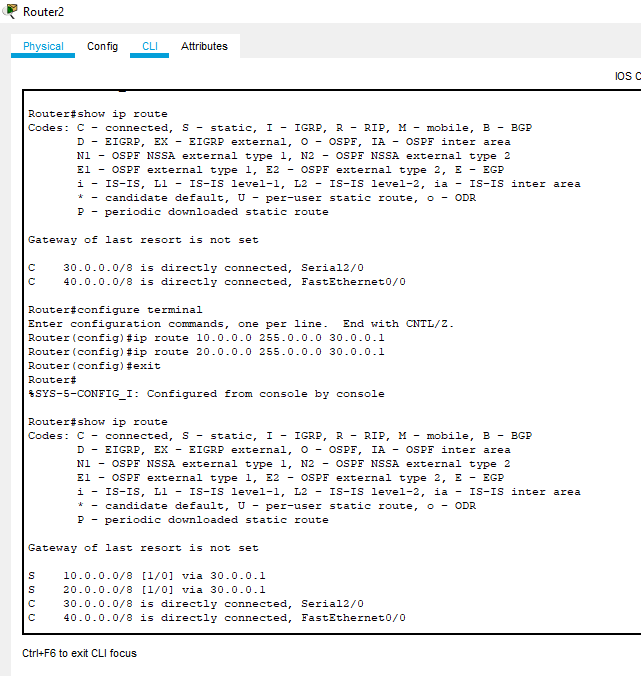 Router2
Physical Config CLI Attributes
Router#show ip route
Codes: C - connected, S - static, I - IGRP, R - RIP, M - mobile, B - BGP
       D - EIGRP, EX - EIGRP external, O - OSPF, IA - OSPF inter area
       N1 - OSPF NSSA external type 1, N2 - OSPF NSSA external type 2
       E1 - OSPF external type 1, E2 - OSPF external type 2, E - EGP
       i - IS-IS, L1 - IS-IS level-1, L2 - IS-IS level-2, ia - IS-IS inter area
       * - candidate default, U - per-user static route, o - ODR
       P - periodic downloaded static route
Gateway of last resort is not set
C    30.0.0.0/8 is directly connected, Serial2/0
C    40.0.0.0/8 is directly connected, FastEthernet0/0
Router#configure terminal
Enter configuration commands, one per line.  End with CNTL/Z.
Router(config)#ip route 10.0.0.0 255.0.0.0 30.0.0.1
Router(config)#ip route 20.0.0.0 255.0.0.0 30.0.0.1
Router(config)#exit
Router#
%SYS-5-CONFIG_I: Configured from console by console
Router#show ip route
Codes: C - connected, S - static, I - IGRP, R - RIP, M - mobile, B - BGP
       D - EIGRP, EX - EIGRP external, O - OSPF, IA - OSPF inter area
       N1 - OSPF NSSA external type 1, N2 - OSPF NSSA external type 2
       E1 - OSPF external type 1, E2 - OSPF external type 2, E - EGP
       i - IS-IS, L1 - IS-IS level-1, L2 - IS-IS level-2, ia - IS-IS inter area
       * - candidate default, U - per-user static route, o - ODR
       P - periodic downloaded static route
Gateway of last resort is not set
S    10.0.0.0/8 [1/0] via 30.0.0.1
S    20.0.0.0/8 [1/0] via 30.0.0.1
C    30.0.0.0/8 is directly connected, Serial2/0
C    40.0.0.0/8 is directly connected, FastEthernet0/0
Ctrl+F6 to exit CLI focus